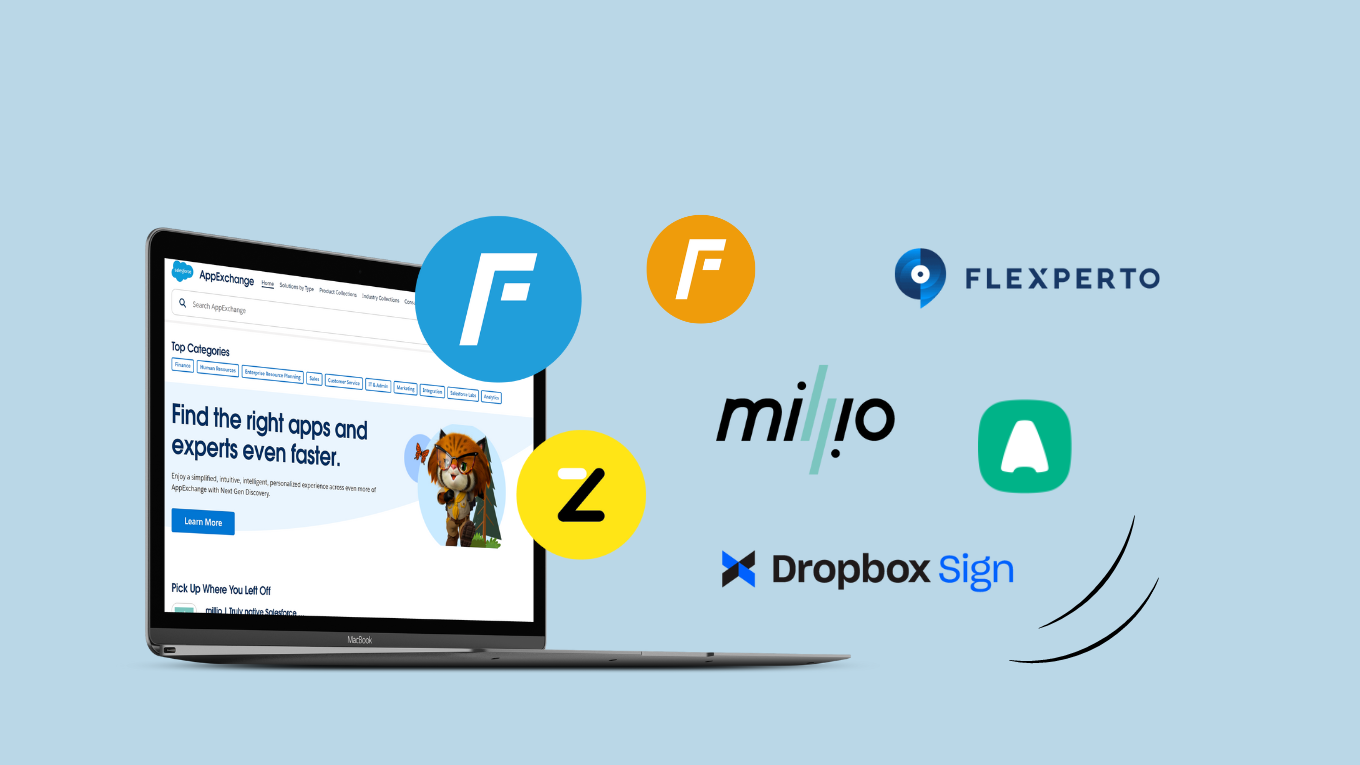 salesforce
AppExchange
Home Solutions by Type Product Collections Industry Collections
Search AppExchange
Top Categories
Finance Human Resources Enterprise Resource Planning Sales Customer Service IT & Admin Marketing Integration Salesforce Labs Analytics
Find the right apps and
experts even faster.
Enjoy a simplified, intuitive, intelligent, personalized experience across even more of
AppExchange with Next Gen Discovery.
Learn More
Pick Up Where You Left Off
millio | Truly native Salesforce ...
MacBook
F
F
Z
FLEXPERTO
millio
A
Dropbox Sign